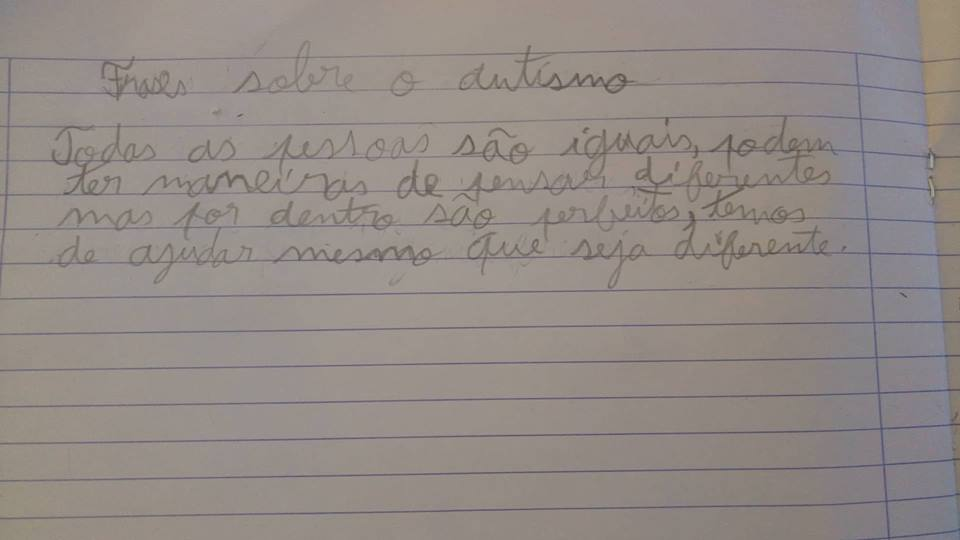 Frases sobre o autismo
Todas as pessoas são iguais, podem
ter maneiras de pensar diferentes
mas por dentro são perfeitos, temos
de ajudar mesmo que seja diferente.